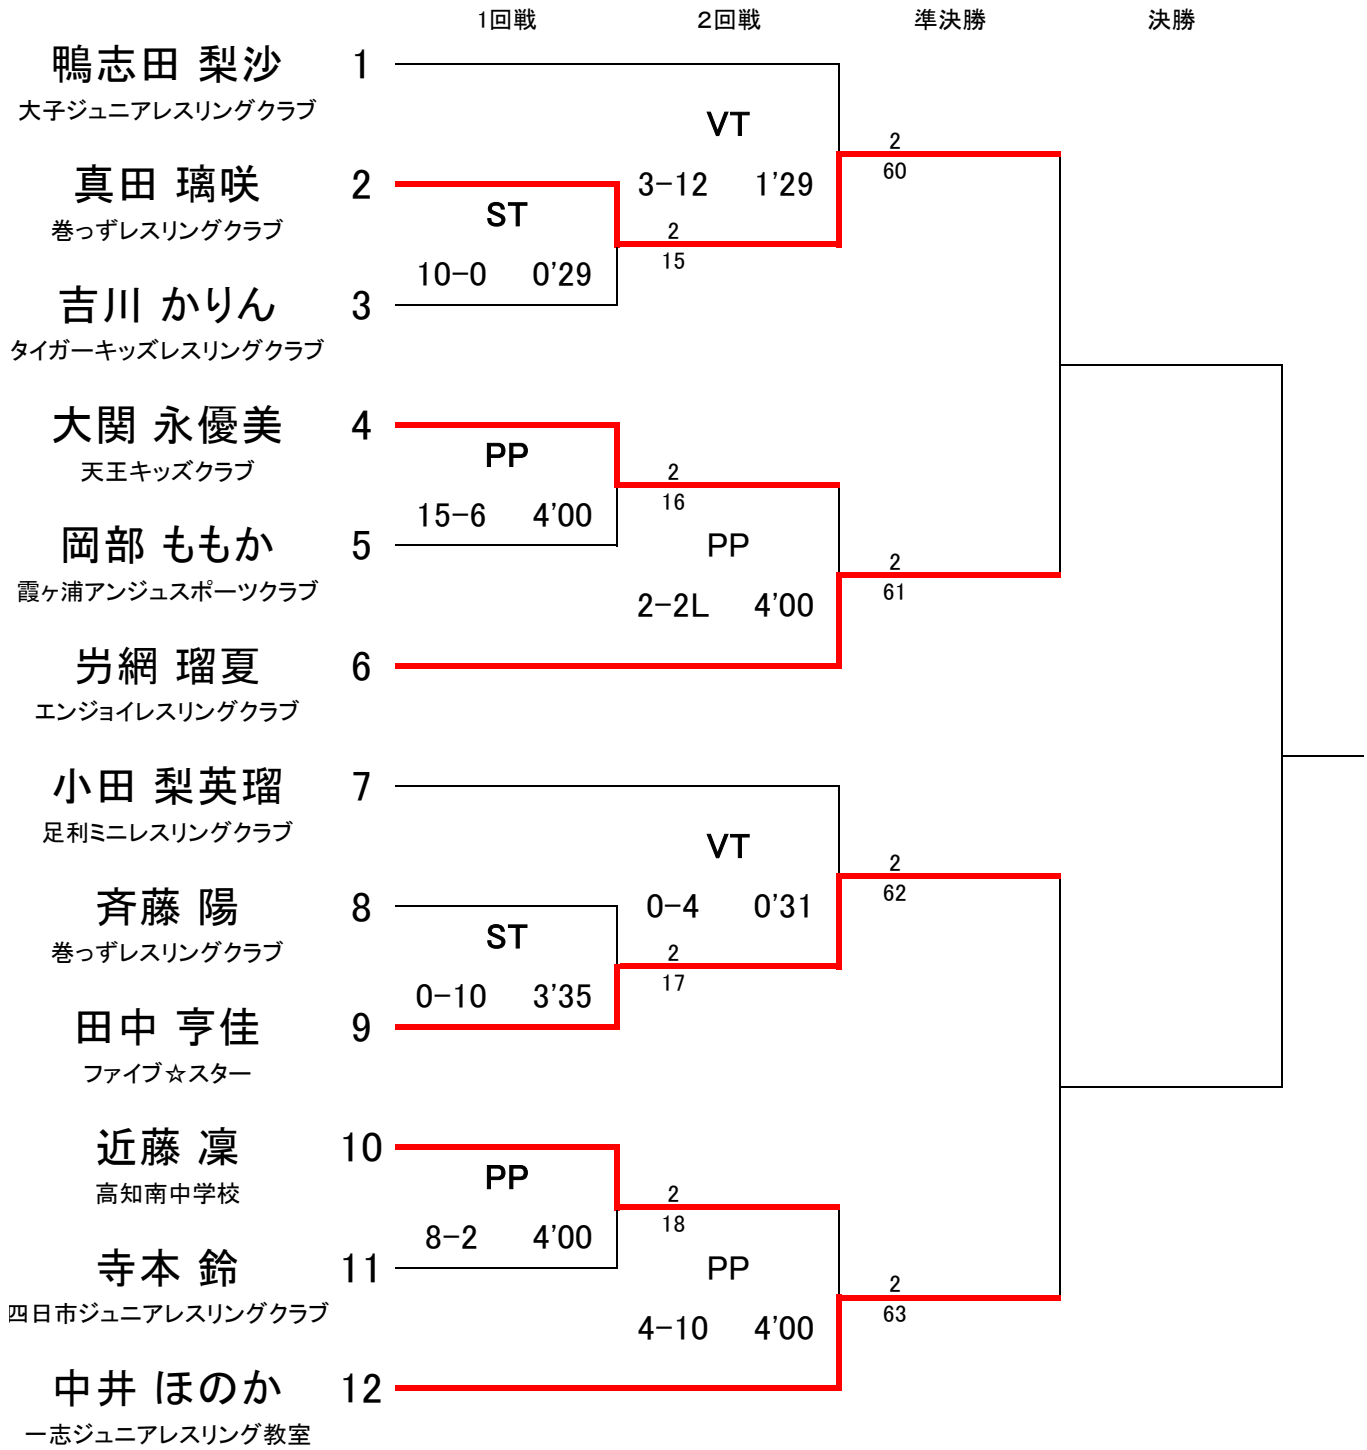 1回戦 2回戦 準決勝 決勝
鴨志田 梨沙 1
大子ジュニアレスリングクラブ
VT
2
60
真田 璃咲 2
3-12 1'29
巻っずレスリングクラブ
ST
2
15
10-0 0'29
吉川 かりん 3
タイガーキッズレスリングクラブ
大関 永優美 4
天王キッズクラブ
PP
2
16
15-6 4'00
岡部 ももか 5
PP
霞ヶ浦アンジュスポーツクラブ
2
61
2-2L 4'00
屶網 瑠夏 6
エンジョイレスリングクラブ
小田 梨英瑠 7
足利ミニレスリングクラブ
VT
2
62
斉藤 陽 8
0-4 0'31
巻っずレスリングクラブ
ST
2
17
0-10 3'35
田中 亨佳 9
ファイブ☆スター
近藤 凜 10
高知南中学校
PP
2
18
8-2 4'00
寺本 鈴 11
PP
四日市ジュニアレスリングクラブ
2
63
4-10 4'00
中井 ほのか 12
一志ジュニアレスリング教室